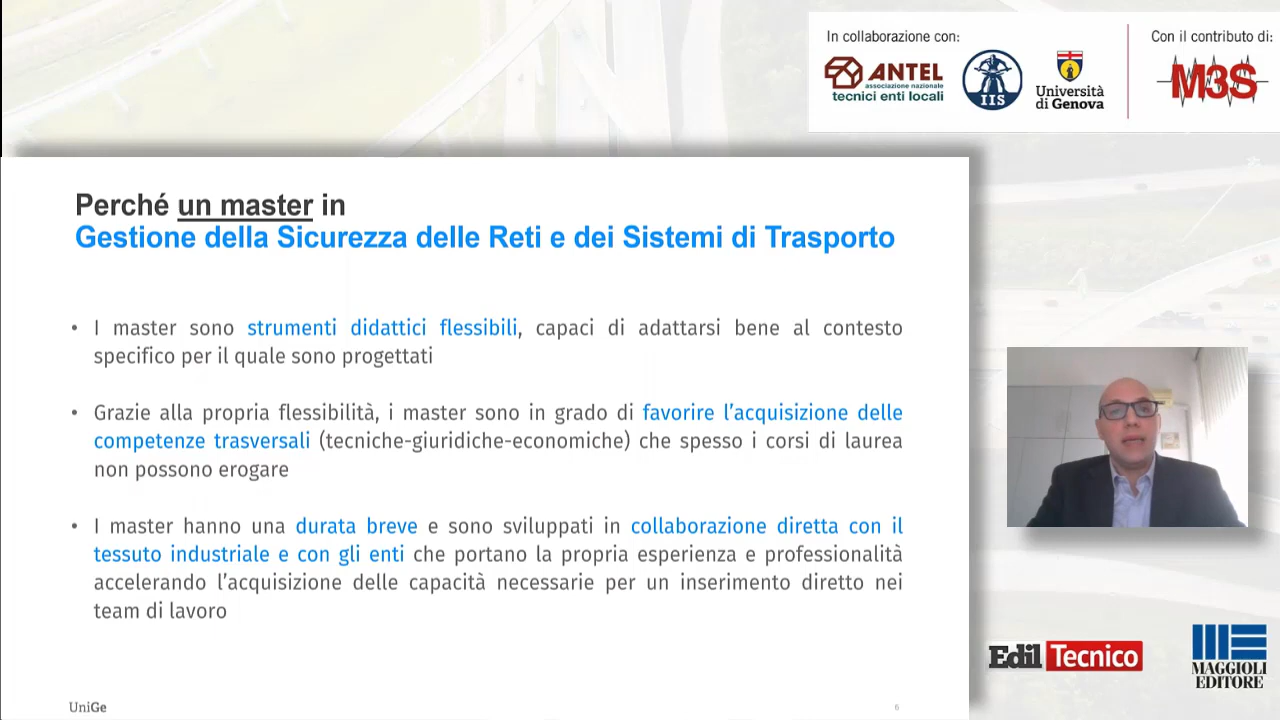 In collaborazione con:
Con il contributo di:
ANTEL
associazione nazionale
tecnici enti locali
IIS
Università
di Genova
M3S
Perché un master in
Gestione della Sicurezza delle Reti e dei Sistemi di Trasporto
• I master sono strumenti didattici flessibili, capaci di adattarsi bene al contesto
specifico per il quale sono progettati
• Grazie alla propria flessibilità, i master sono in grado di favorire l’acquisizione delle
competenze trasversali (tecniche-giuridiche-economiche) che spesso i corsi di laurea
non possono erogare
• I master hanno una durata breve e sono sviluppati in collaborazione diretta con il
tessuto industriale e con gli enti che portano la propria esperienza e professionalità
accelerando l’acquisizione delle capacità necessarie per un inserimento diretto nei
team di lavoro
EdilTecnico
MAGGIOLI
EDITORE
UniGe
6